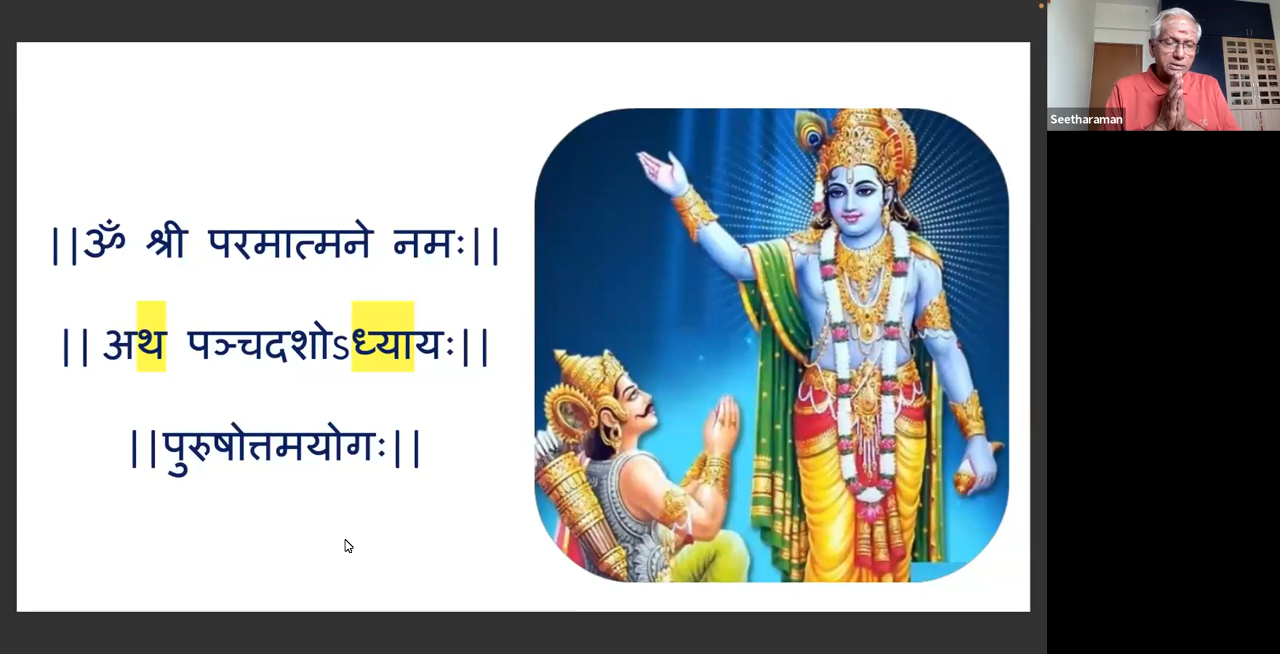 ||ॐ श्री परमात्मने नमः||
|| अथ पञ्चदशोऽध्यायः||
||पुरुषोत्तमयोगः||
Seetharaman